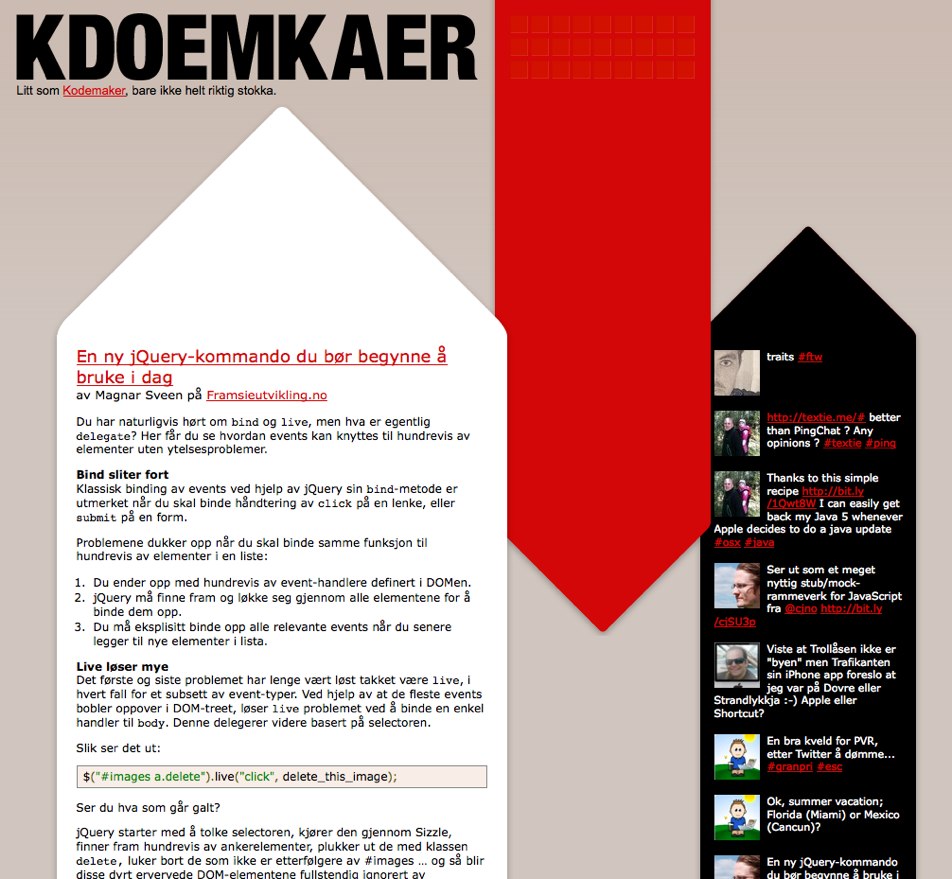 KDOEMKAER
Litt som Kodemaker, bare ikke helt riktig stokka.
En ny jQuery-kommando du bør begynne å
bruke i dag
av Magnar Sveen på Framsieutvikling.no
Du har naturligvis hørt om bind og live, men hva er egentlig
delegate? Her får du se hvordan events kan knyttes til hundrevis av
elementer uten ytelsesproblemer.
Bind sliter fort
Klassisk binding av events ved hjelp av jQuery sin bind-metode er
utmerket når du skal binde håndtering av click på en lenke, eller
submit på en form.
Problemene dukker opp når du skal binde samme funksjon til
hundrevis av elementer i en liste:
1. Du ender opp med hundrevis av event-handlere definert i DOMen.
2. jQuery må finne fram og løkke seg gjennom alle elementene for å
binde dem opp.
3. Du må eksplisitt binde opp alle relevante events når du senere
legger til nye elementer i lista.
Live løser mye
Det første og siste problemet har lenge vært løst takket være live, i
hvert fall for et subsett av event-typer. Ved hjelp av at de fleste events
bobler oppover i DOM-treet, løser live problemet ved å binde en enkel
handler til body. Denne delegerer videre basert på selectoren.
Slik ser det ut:
$("#images a.delete").live("click", delete_this_image);
Ser du hva som går galt?
jQuery starter med å tolke selectoren, kjører den gjennom Sizzle,
finner fram hundrevis av ankerelementer, plukker ut de med klassen
delete, luker bort de som ikke er etterfølgere av #images ... og så blir
disse dyrt ervervede DOM-elementene fullstendig ignorert av
traits #ftw
http://textie.me/# better
than PingChat ? Any
opinions ? #textie #ping
Thanks to this simple
recipe http://bit.ly
/1QwtBW I can easily get
back my Java 5 whenever
Apple decides to do a java update
#osx #java
Ser ut som et meget
nyttig stub/mock-
rammeverk for JavaScript
fra @cjno http://bit.ly
/cjSU3p
Viste at Trollåsen ikke er
"byen" men Trafikanten
sin iPhone app foreslo at
jeg var på Dovre eller
Strandlykkja :-) Apple eller
Shortcut?
En bra kveld for PVR,
etter Twitter å dømme...
#granpri #esc
Ok, summer vacation;
Florida (Miami) or Mexico
(Cancun)?
En ny jQuery-kommando
du bør begynne å bruke i